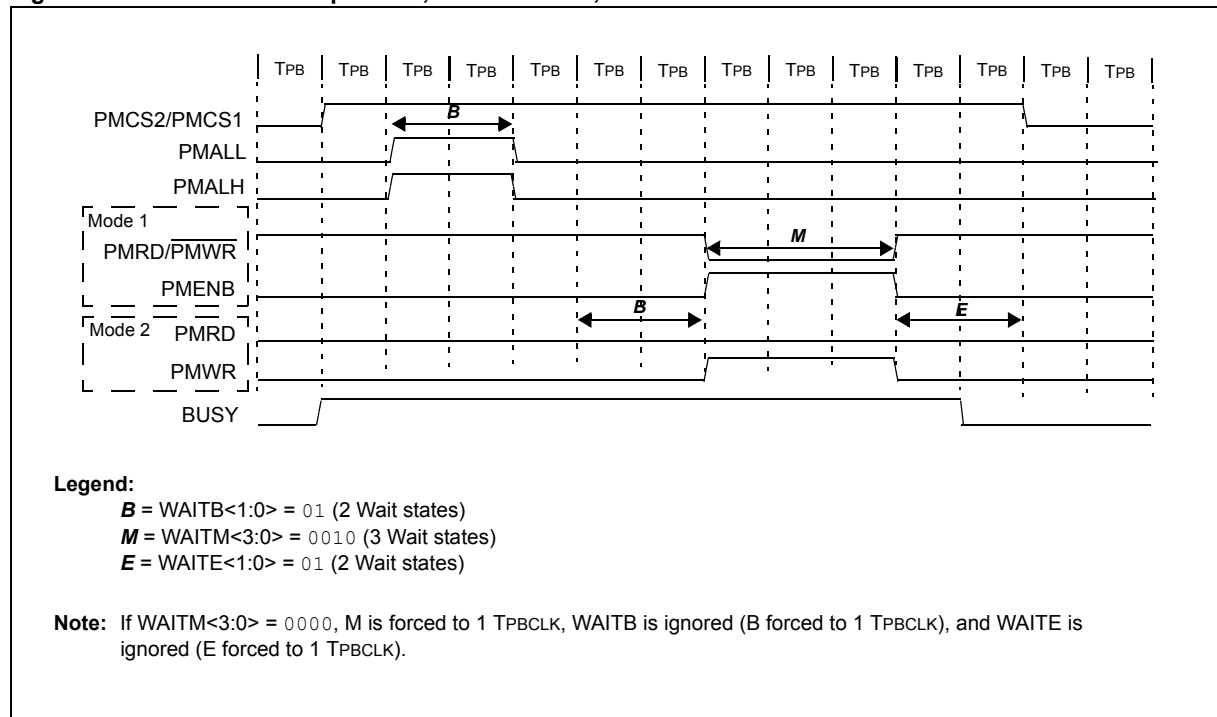 TPB TPB TPB TPB TPB TPB TPB TPB TPB TPB TPB TPB TPB TPB
PMCS2/PMCS1
B
PMALL
PMALH
Mode 1
PMRD/PMWR
M
PMENB
B
E
Mode 2
PMRD
PMWR
BUSY
Legend:
B = WAITB<1:0> = 01 (2 Wait states)
M = WAITM<3:0> = 0010 (3 Wait states)
E = WAITE<1:0> = 01 (2 Wait states)
Note: If WAITM<3:0> = 0000, M is forced to 1 TPBCLK, WAITB is ignored (B forced to 1 TPBCLK), and WAITE is
ignored (E forced to 1 TPBCLK).